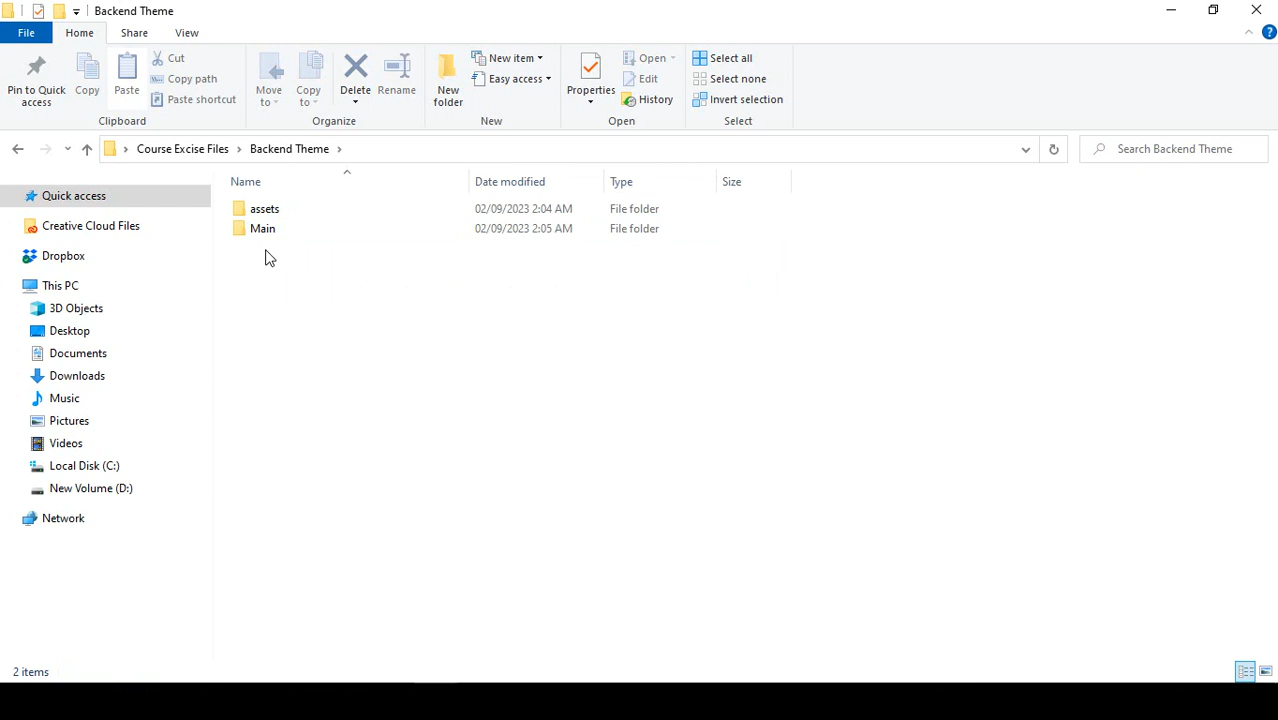 Backend Theme
File Home Share View
Pin to Quick access
Copy
Paste
Cut
Copy path
Paste shortcut
Clipboard
Move to
Copy to
Delete
Rename
Organize
New folder
New item
Easy access
New
Properties
Open
Edit
History
Open
Select all
Select none
Invert selection
Select
Course Excise Files > Backend Theme >
Search Backend Theme
Quick access
Creative Cloud Files
Dropbox
This PC
3D Objects
Desktop
Documents
Downloads
Music
Pictures
Videos
Local Disk (C:)
New Volume (D:)
Network
Name Date modified Type Size
assets 02/09/2023 2:04 AM File folder
Main 02/09/2023 2:05 AM File folder
2 items